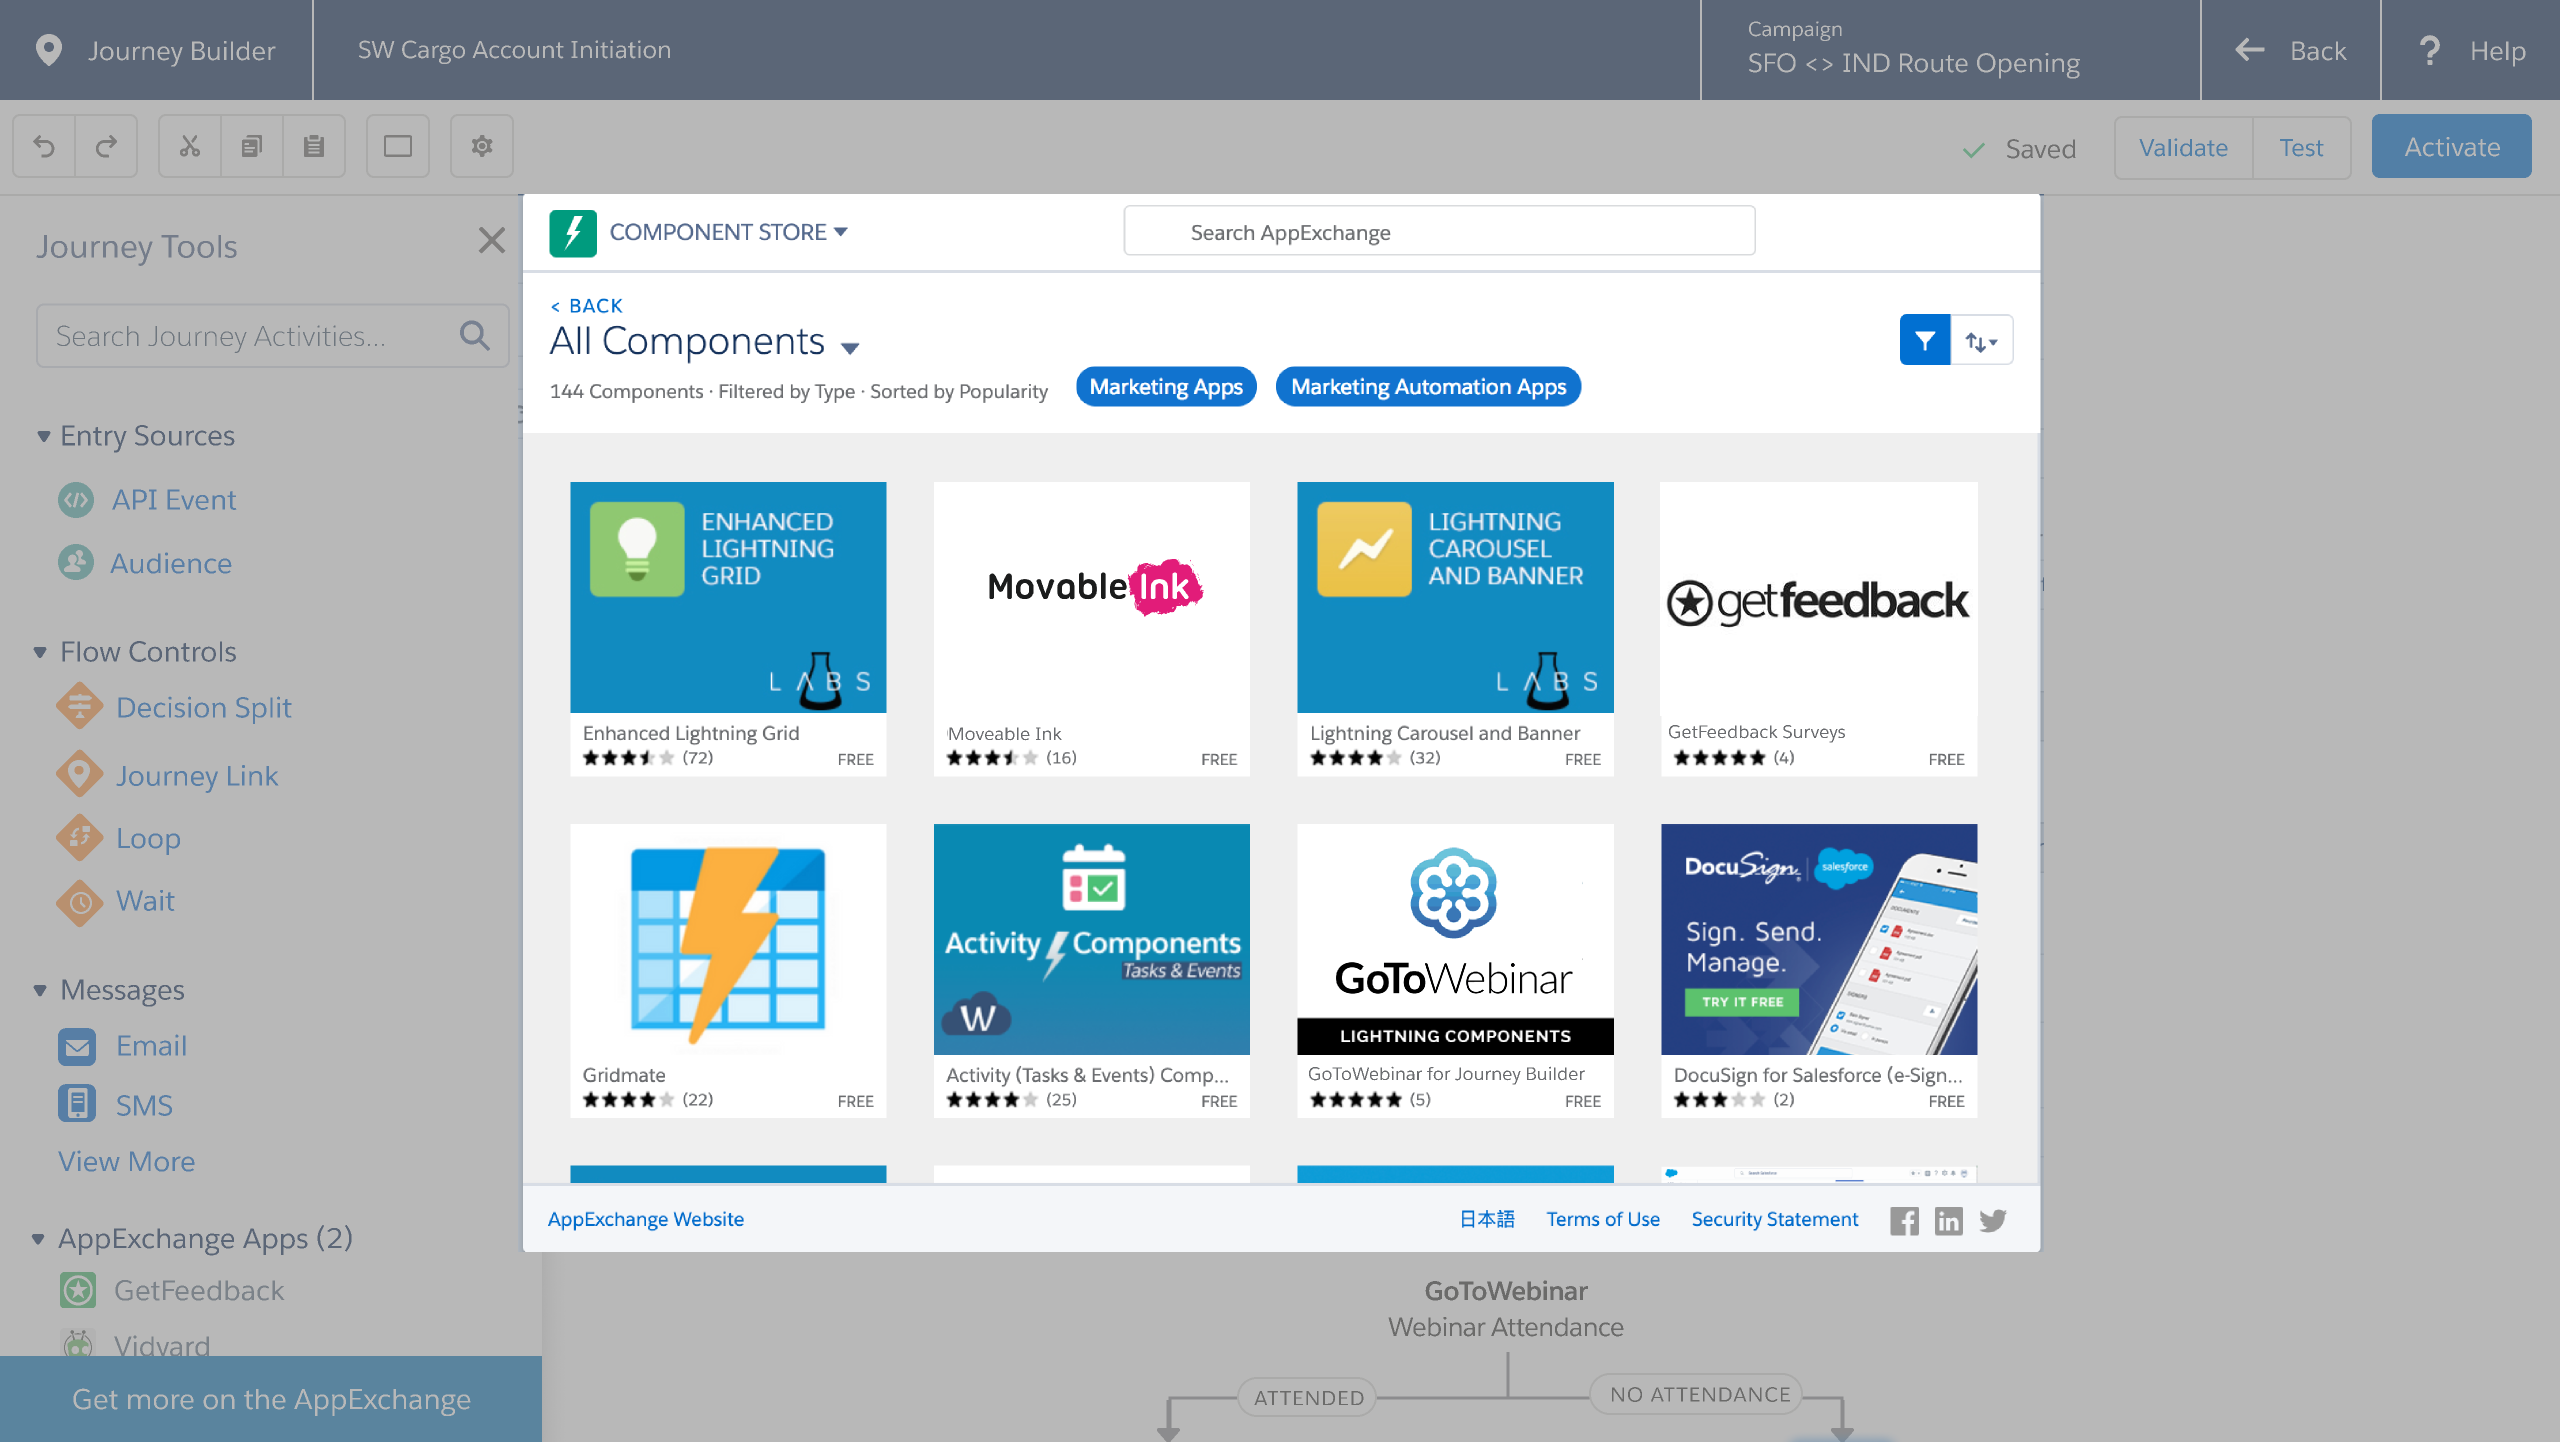 Journey Builder
SW Cargo Account Initiation
Campaign
SFO <> IND Route Opening
Back
? Help
Saved
Validate
Test
Activate
Journey Tools
Search Journey Activities...
Entry Sources
API Event
Audience
Flow Controls
Decision Split
Journey Link
Loop
Wait
Messages
Email
SMS
View More
AppExchange Apps (2)
GetFeedback
Vidyard
Get more on the AppExchange
COMPONENT STORE
Search AppExchange
< BACK
All Components
144 Components · Filtered by Type · Sorted by Popularity
Marketing Apps
Marketing Automation Apps
ENHANCED
LIGHTNING
GRID
LABS
Enhanced Lightning Grid
(72)
FREE
MovableInk
Moveable Ink
(16)
FREE
LIGHTNING
CAROUSEL
AND BANNER
LABS
Lightning Carousel and Banner
(32)
FREE
getfeedback
GetFeedback Surveys
(4)
FREE
Gridmate
(22)
FREE
Activity Components
Tasks & Events
W
Activity (Tasks & Events) Comp...
(25)
FREE
GoToWebinar
LIGHTNING COMPONENTS
GoToWebinar for Journey Builder
(5)
FREE
DocuSign
salesforce
Sign. Send.
Manage.
TRY IT FREE
DocuSign for Salesforce (e-Sign...
(2)
FREE
AppExchange Website
日本語
Terms of Use
Security Statement
GoToWebinar
Webinar Attendance
ATTENDED
NO ATTENDANCE